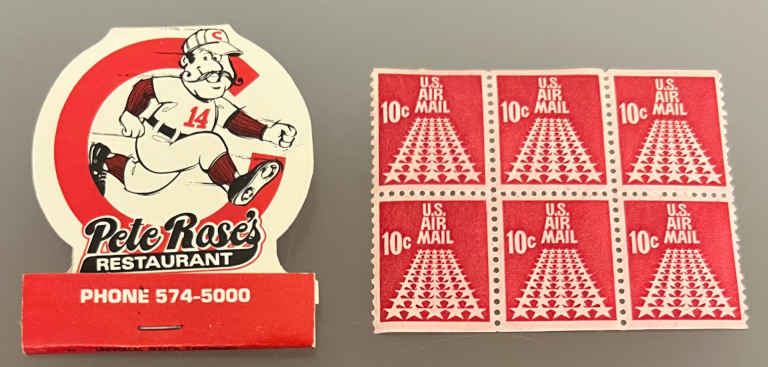 C
14
Pete Rose's
RESTAURANT
PHONE 574-5000
U.S.
AIR
10c MAIL
U.S.
AIR
10c MAIL
U.S.
AIR
10c MAIL
U.S.
AIR
10c MAIL
U.S.
AIR
10c MAIL
U.S.
AIR
10c MAIL